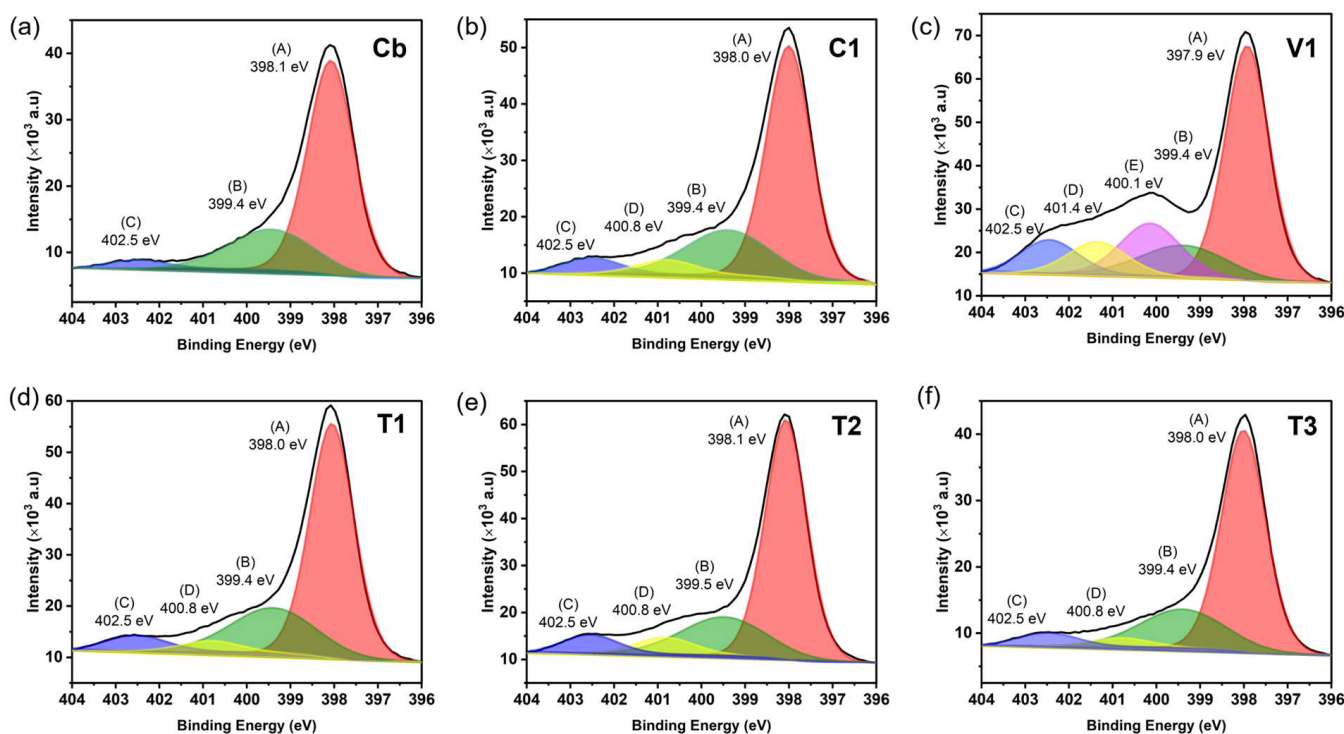 (a)
Cb
(A)
398.1 eV
(B)
399.4 eV
(C)
402.5 eV
40
30
20
10
Intensity (×10³ a.u)
404 403 402 401 400 399 398 397 396
Binding Energy (eV)
(b)
C1
(A)
398.0 eV
(B)
399.4 eV
(D)
400.8 eV
(C)
402.5 eV
50
40
30
20
10
Intensity (×10³ a.u)
404 403 402 401 400 399 398 397 396
Binding Energy (eV)
(c)
V1
(A)
397.9 eV
(B)
399.4 eV
(E)
400.1 eV
(D)
401.4 eV
(C)
402.5 eV
70
60
50
40
30
20
10
Intensity (×10³ a.u)
404 403 402 401 400 399 398 397 396
Binding Energy (eV)
(d)
T1
(A)
398.0 eV
(B)
399.4 eV
(D)
400.8 eV
(C)
402.5 eV
60
50
40
30
20
10
Intensity (×10³ a.u)
404 403 402 401 400 399 398 397 396
Binding Energy (eV)
(e)
T2
(A)
398.1 eV
(B)
399.5 eV
(D)
400.8 eV
(C)
402.5 eV
60
50
40
30
20
10
Intensity (×10³ a.u)
404 403 402 401 400 399 398 397 396
Binding Energy (eV)
(f)
T3
(A)
398.0 eV
(B)
399.4 eV
(D)
400.8 eV
(C)
402.5 eV
40
30
20
10
Intensity (×10³ a.u)
404 403 402 401 400 399 398 397 396
Binding Energy (eV)